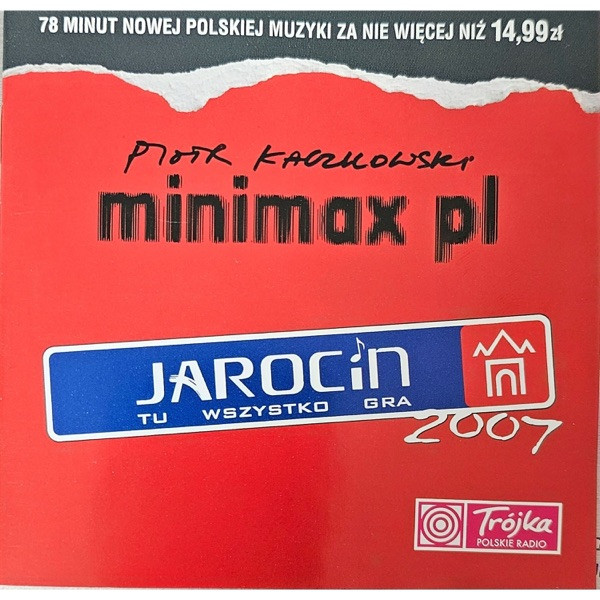 78 MINUT NOWEJ POLSKIEJ MUZYKI ZA NIE WIĘCEJ NIŻ 14,99zł
PIOTR KACZKOWSKI
minimax pl
JAROCin
TU WSZYSTKO GRA
2007
Trójka
POLSKIE RADIO